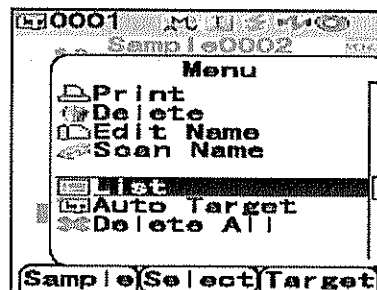 0001
Sample0002
Menu
Print
Delete
Edit Name
Scan Name
List
Auto Target
Delete All
Sample Select Target